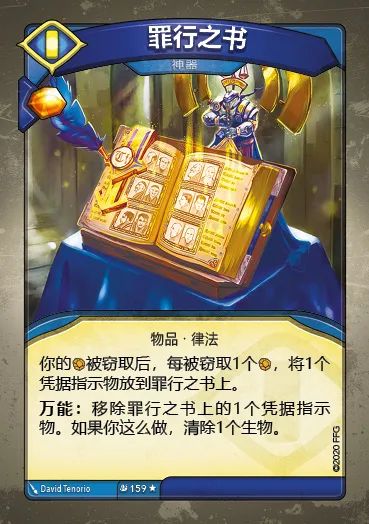 罪行之书
神器
物品 · 律法
你的被窃取后，每被窃取1个，将1个
凭据指示物放到罪行之书上。
万能：移除罪行之书上的1个凭据指示
物。如果你这么做，清除1个生物。
©2020 FFG
David Tenorio
159 ★